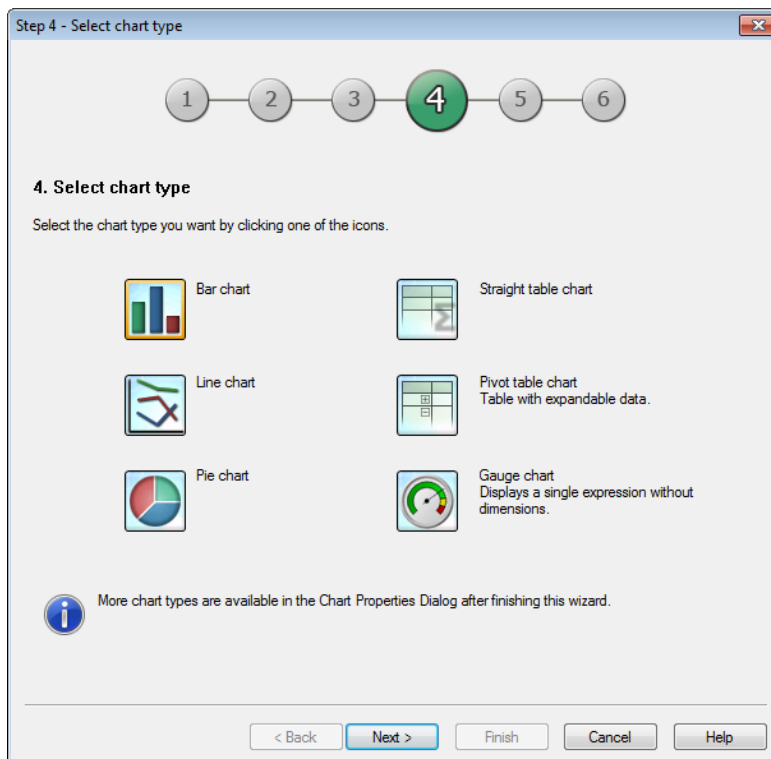 Step 4 - Select chart type
1 2 3 4 5 6
4. Select chart type
Select the chart type you want by clicking one of the icons.
Bar chart
Straight table chart
Line chart
Pivot table chart
Table with expandable data.
Pie chart
Gauge chart
Displays a single expression without
dimensions.
More chart types are available in the Chart Properties Dialog after finishing this wizard.
< Back Next > Finish Cancel Help